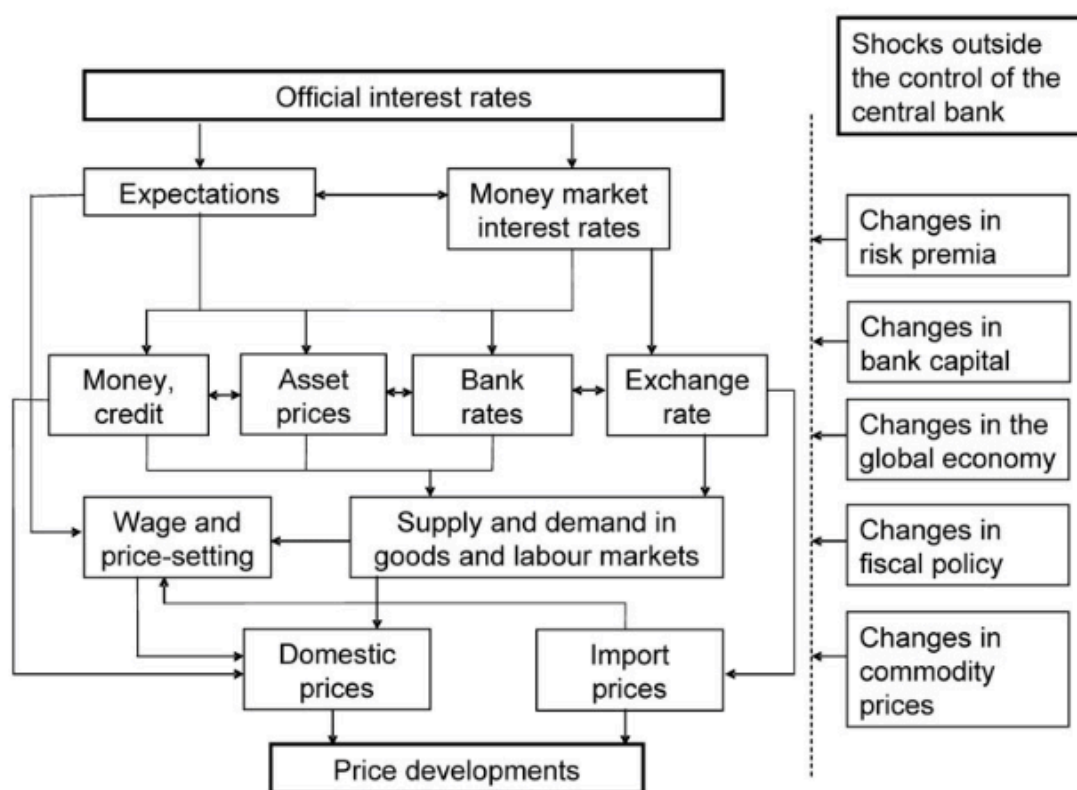 Official interest rates
Shocks outside
the control of the
central bank
Expectations
Money market
interest rates
Changes in
risk premia
Changes in
bank capital
Money,
credit
Asset
prices
Bank
rates
Exchange
rate
Changes in the
global economy
Wage and
price-setting
Supply and demand in
goods and labour markets
Changes in
fiscal policy
Domestic
prices
Import
prices
Changes in
commodity
prices
Price developments